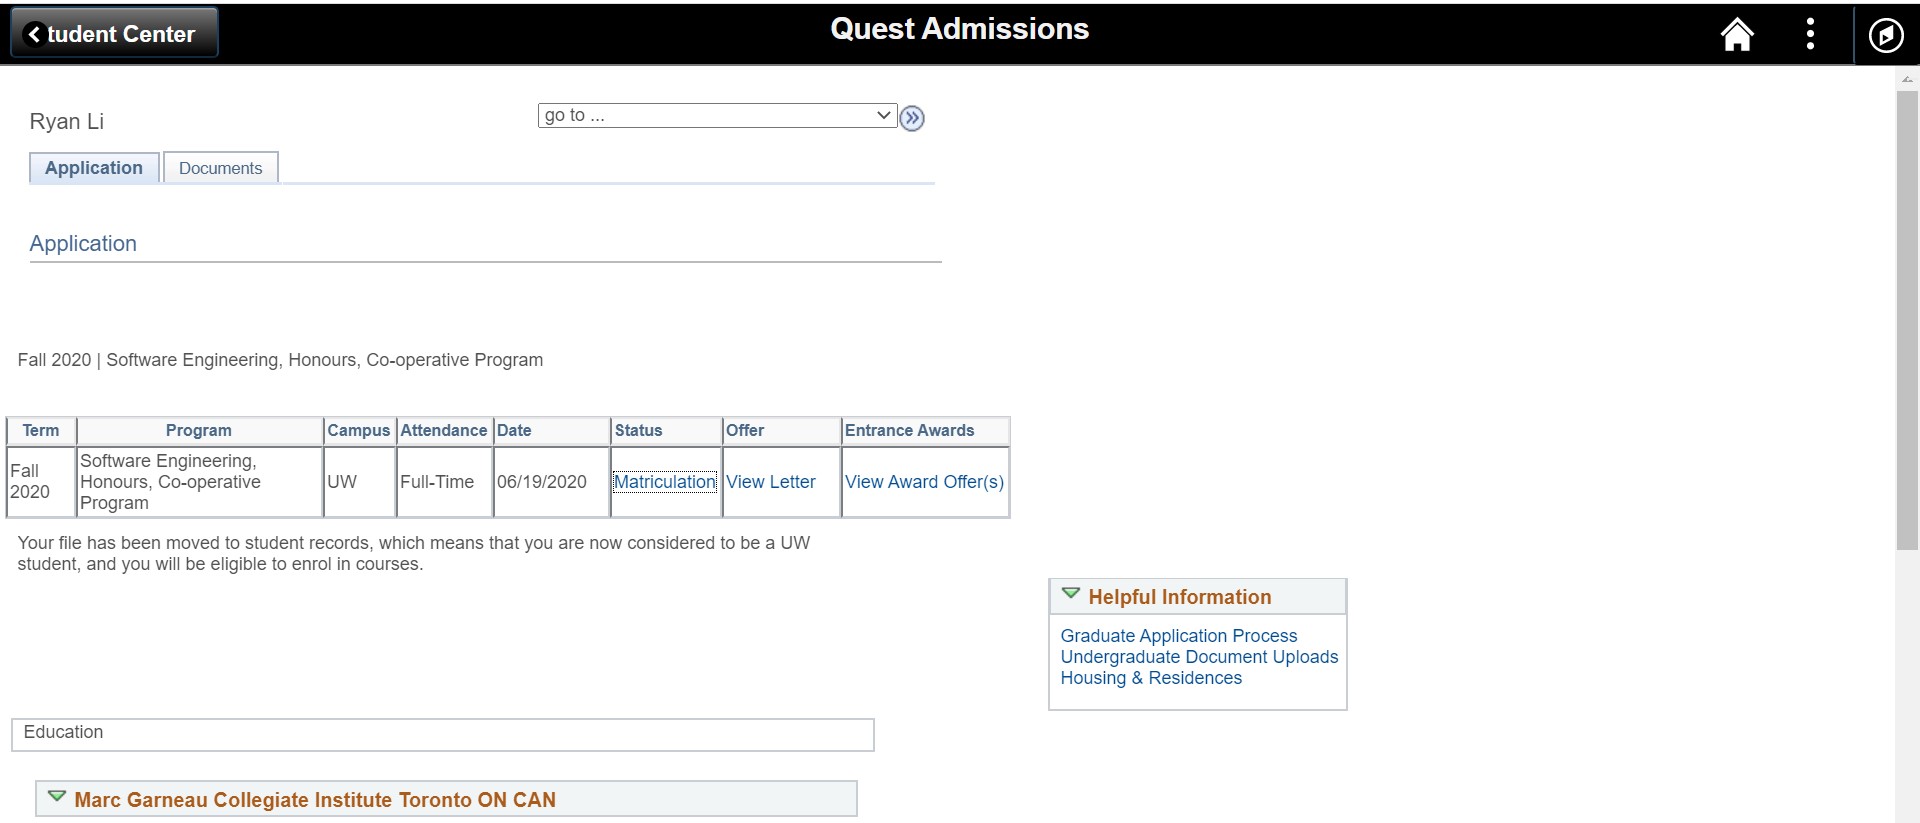 tudent Center
Quest Admissions
Ryan Li
go to ...
Application
Documents
Application
Fall 2020 | Software Engineering, Honours, Co-operative Program
Term Program Campus Attendance Date Status Offer Entrance Awards
Fall 2020 Software Engineering, Honours, Co-operative Program UW Full-Time 06/19/2020 Matriculation View Letter View Award Offer(s)
Your file has been moved to student records, which means that you are now considered to be a UW
student, and you will be eligible to enrol in courses.
Helpful Information
Graduate Application Process
Undergraduate Document Uploads
Housing & Residences
Education
Marc Garneau Collegiate Institute Toronto ON CAN